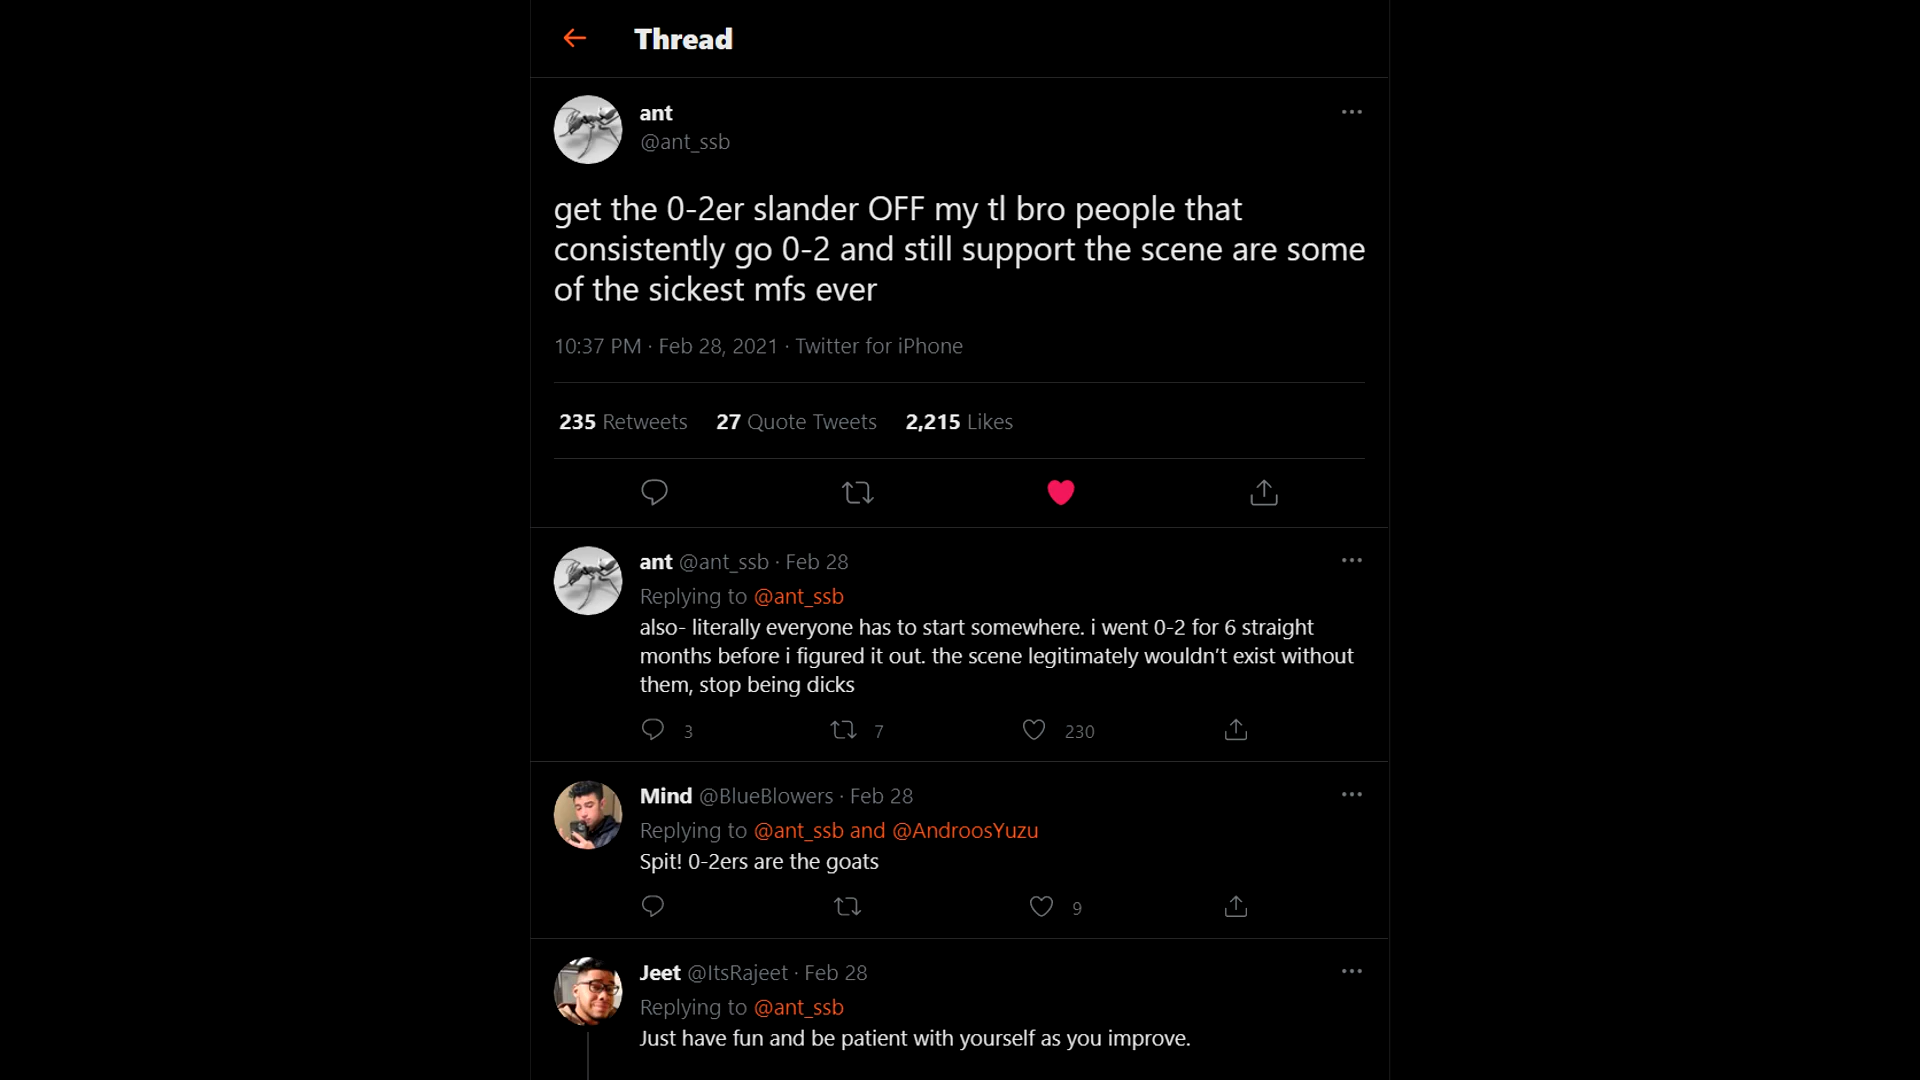 Thread
ant
@ant_ssb
get the 0-2er slander OFF my tl bro people that
consistently go 0-2 and still support the scene are some
of the sickest mfs ever
10:37 PM · Feb 28, 2021 · Twitter for iPhone
235 Retweets 27 Quote Tweets 2,215 Likes
ant @ant_ssb · Feb 28
Replying to @ant_ssb
also- literally everyone has to start somewhere. i went 0-2 for 6 straight
months before i figured it out. the scene legitimately wouldn’t exist without
them, stop being dicks
3 7 230
Mind @BlueBlowers · Feb 28
Replying to @ant_ssb and @AndroosYuzu
Spit! 0-2ers are the goats
9
Jeet @ItsRajeet · Feb 28
Replying to @ant_ssb
Just have fun and be patient with yourself as you improve.